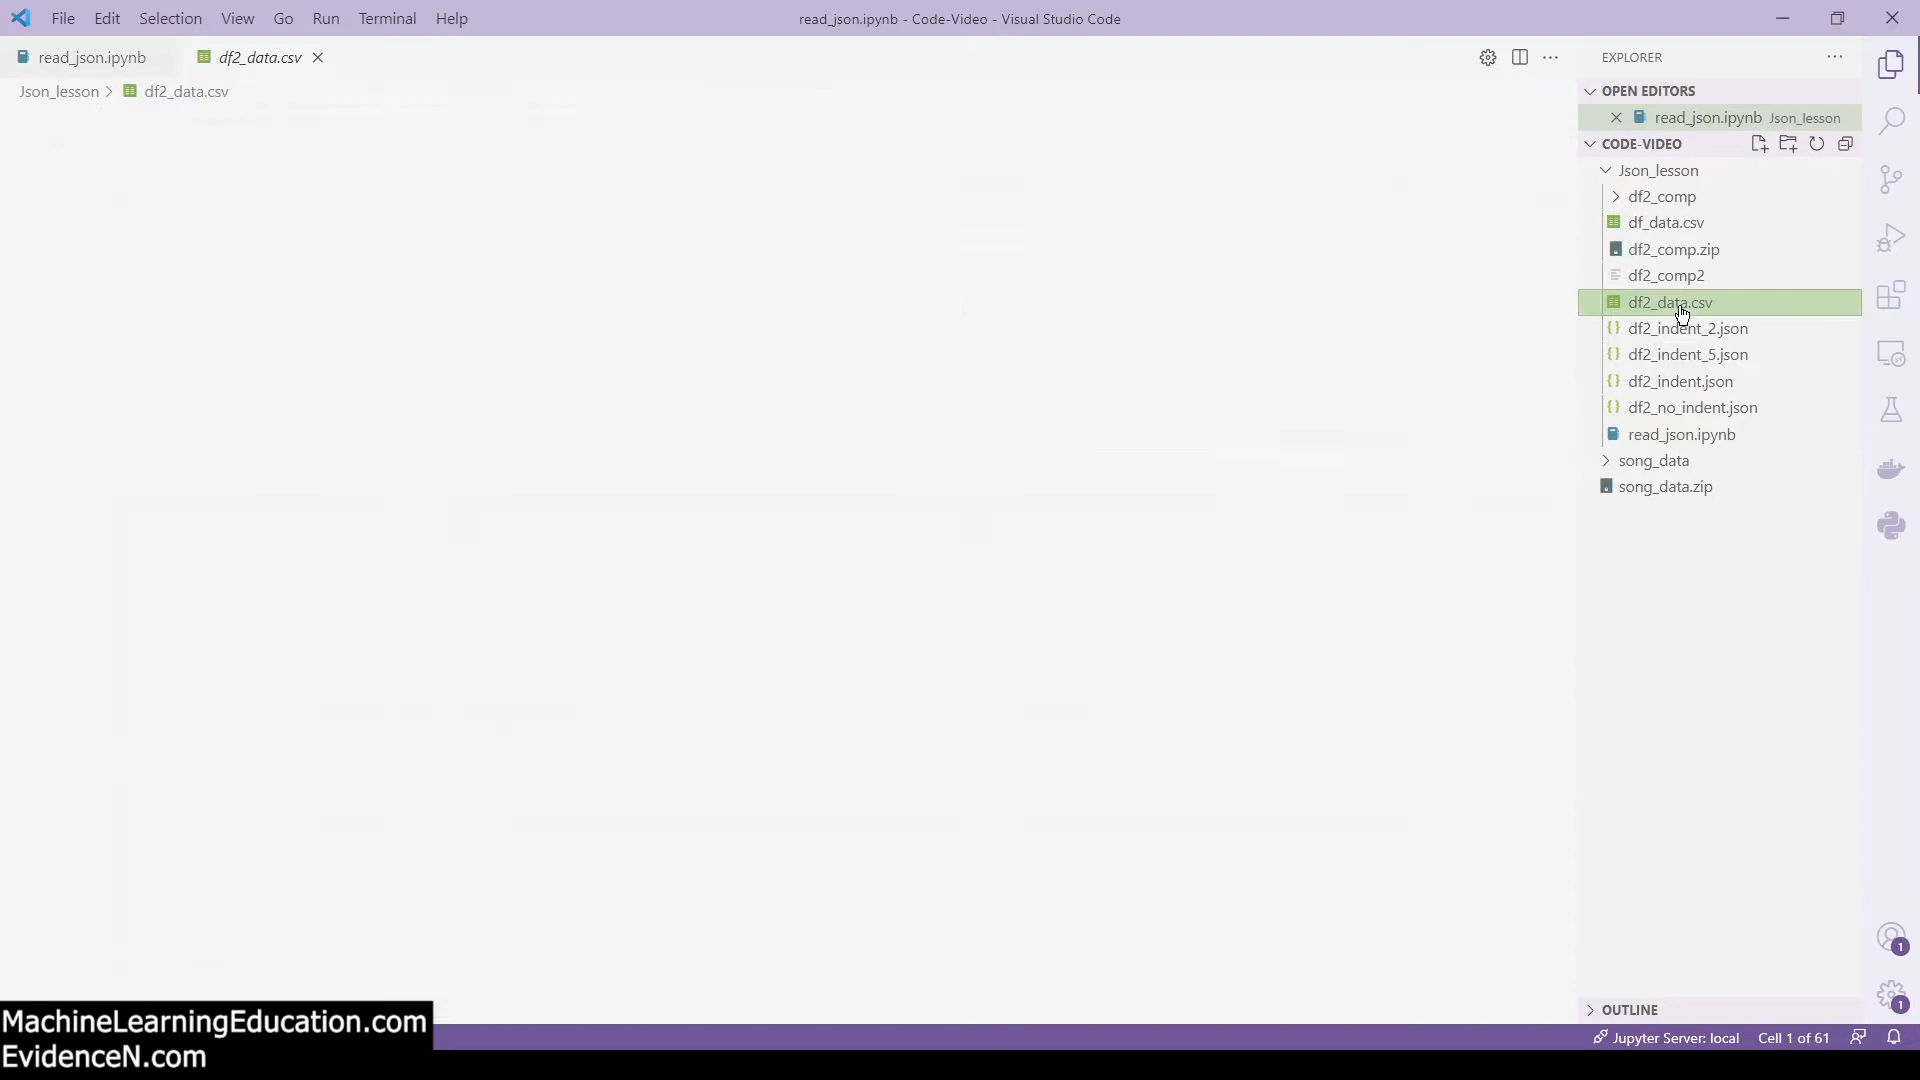 File Edit Selection View Go Run Terminal Help
read_json.ipynb - Code-Video - Visual Studio Code
read_json.ipynb
df2_data.csv
Json_lesson > df2_data.csv
EXPLORER
OPEN EDITORS
read_json.ipynb Json_lesson
CODE-VIDEO
Json_lesson
df2_comp
df_data.csv
df2_comp.zip
df2_comp2
df2_data.csv
df2_indent_2.json
df2_indent_5.json
df2_indent.json
df2_no_indent.json
read_json.ipynb
song_data
song_data.zip
1
1
OUTLINE
Jupyter Server: local Cell 1 of 61
MachineLearningEducation.com
EvidenceN.com